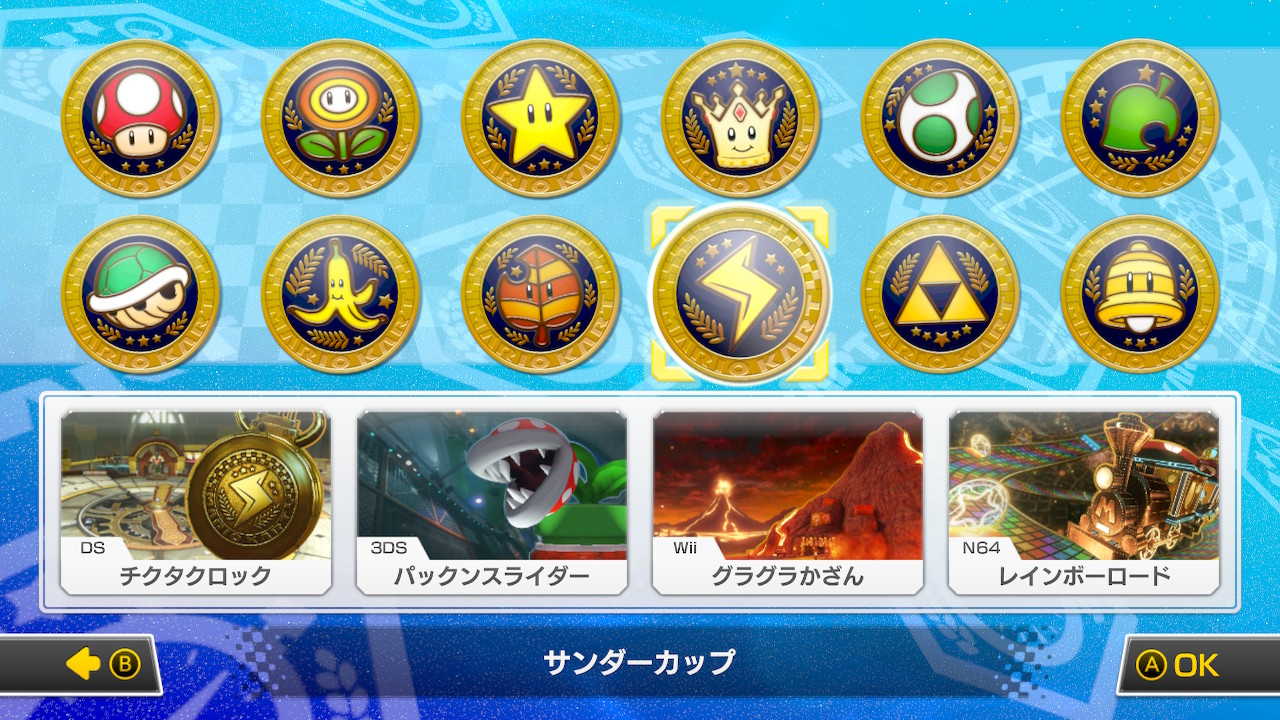 DS
チクタクロック
3DS
パックンスライダー
Wii
グラグラかざん
N64
レインボーロード
B
サンダーカップ
A OK